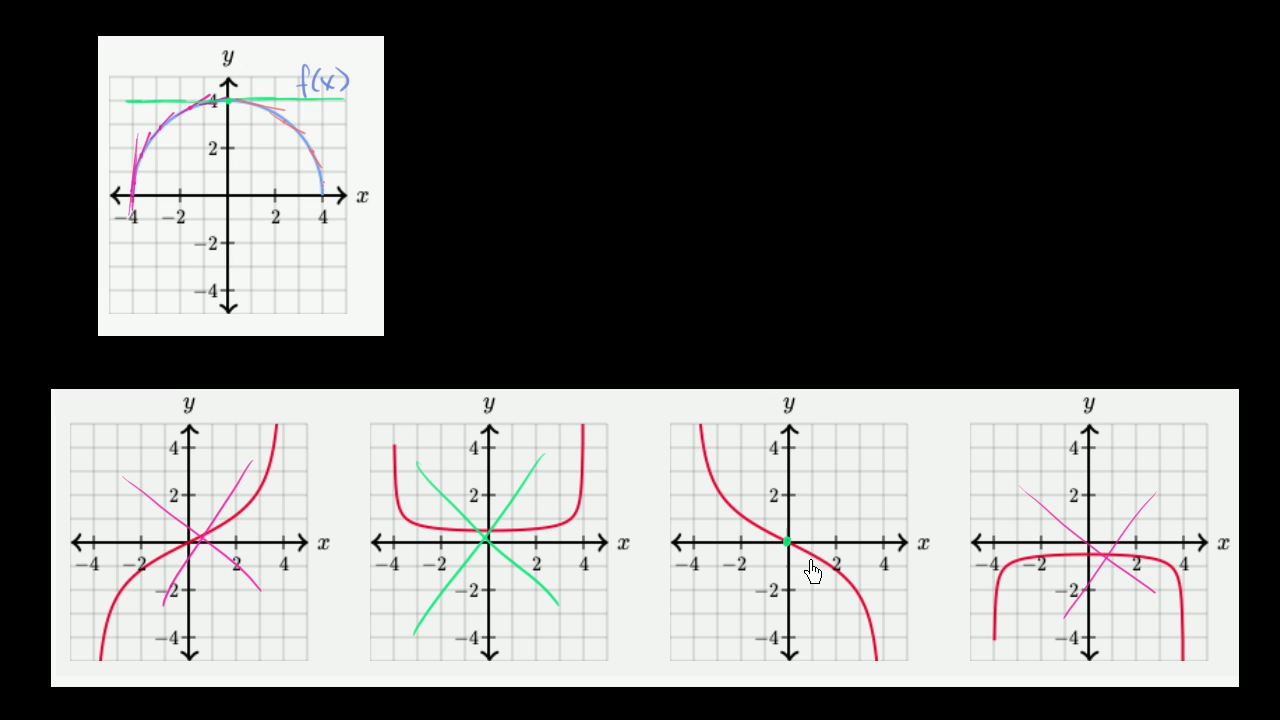 y
f(x)
4
2
x
−4 −2 2 4
−2
−4
y y y y
4 4 4 4
2 2 2 2
x x x x
−4 −2 2 4 −4 −2 2 4 −4 −2 2 4 −4 −2 2 4
−2 −2 −2 −2
−4 −4 −4 −4